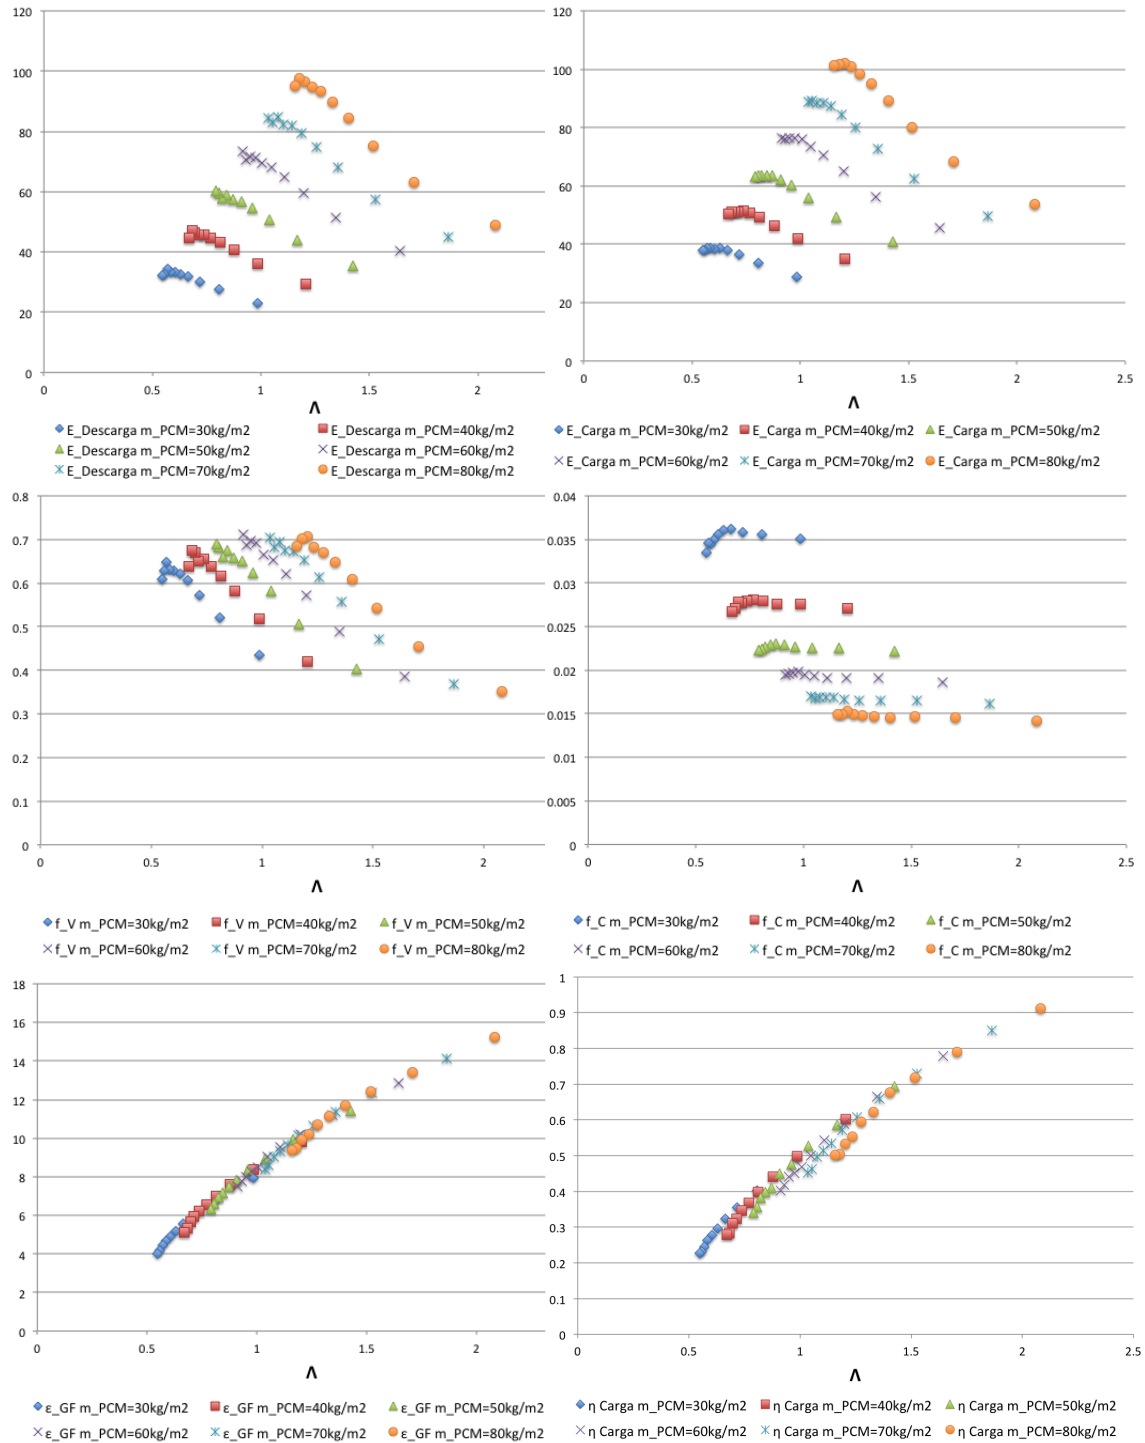 120
100
80
60
40
20
0
0 0.5 1 1.5 2
Λ
E_Descarga m_PCM=30kg/m2 E_Descarga m_PCM=40kg/m2
E_Descarga m_PCM=50kg/m2 E_Descarga m_PCM=60kg/m2
E_Descarga m_PCM=70kg/m2 E_Descarga m_PCM=80kg/m2
120
100
80
60
40
20
0
0 0.5 1 1.5 2 2.5
Λ
E_Carga m_PCM=30kg/m2 E_Carga m_PCM=40kg/m2 E_Carga m_PCM=50kg/m2
E_Carga m_PCM=60kg/m2 E_Carga m_PCM=70kg/m2 E_Carga m_PCM=80kg/m2
0.8
0.7
0.6
0.5
0.4
0.3
0.2
0.1
0
0 0.5 1 1.5 2
Λ
f_V m_PCM=30kg/m2 f_V m_PCM=40kg/m2 f_V m_PCM=50kg/m2
f_V m_PCM=60kg/m2 f_V m_PCM=70kg/m2 f_V m_PCM=80kg/m2
0.04
0.035
0.03
0.025
0.02
0.015
0.01
0.005
0
0 0.5 1 1.5 2 2.5
Λ
f_C m_PCM=30kg/m2 f_C m_PCM=40kg/m2 f_C m_PCM=50kg/m2
f_C m_PCM=60kg/m2 f_C m_PCM=70kg/m2 f_C m_PCM=80kg/m2
18
16
14
12
10
8
6
4
2
0
0 0.5 1 1.5 2
Λ
ε_GF m_PCM=30kg/m2 ε_GF m_PCM=40kg/m2 ε_GF m_PCM=50kg/m2
ε_GF m_PCM=60kg/m2 ε_GF m_PCM=70kg/m2 ε_GF m_PCM=80kg/m2
1
0.9
0.8
0.7
0.6
0.5
0.4
0.3
0.2
0.1
0
0 0.5 1 1.5 2 2.5
Λ
η Carga m_PCM=30kg/m2 η Carga m_PCM=40kg/m2 η Carga m_PCM=50kg/m2
η Carga m_PCM=60kg/m2 η Carga m_PCM=70kg/m2 η Carga m_PCM=80kg/m2